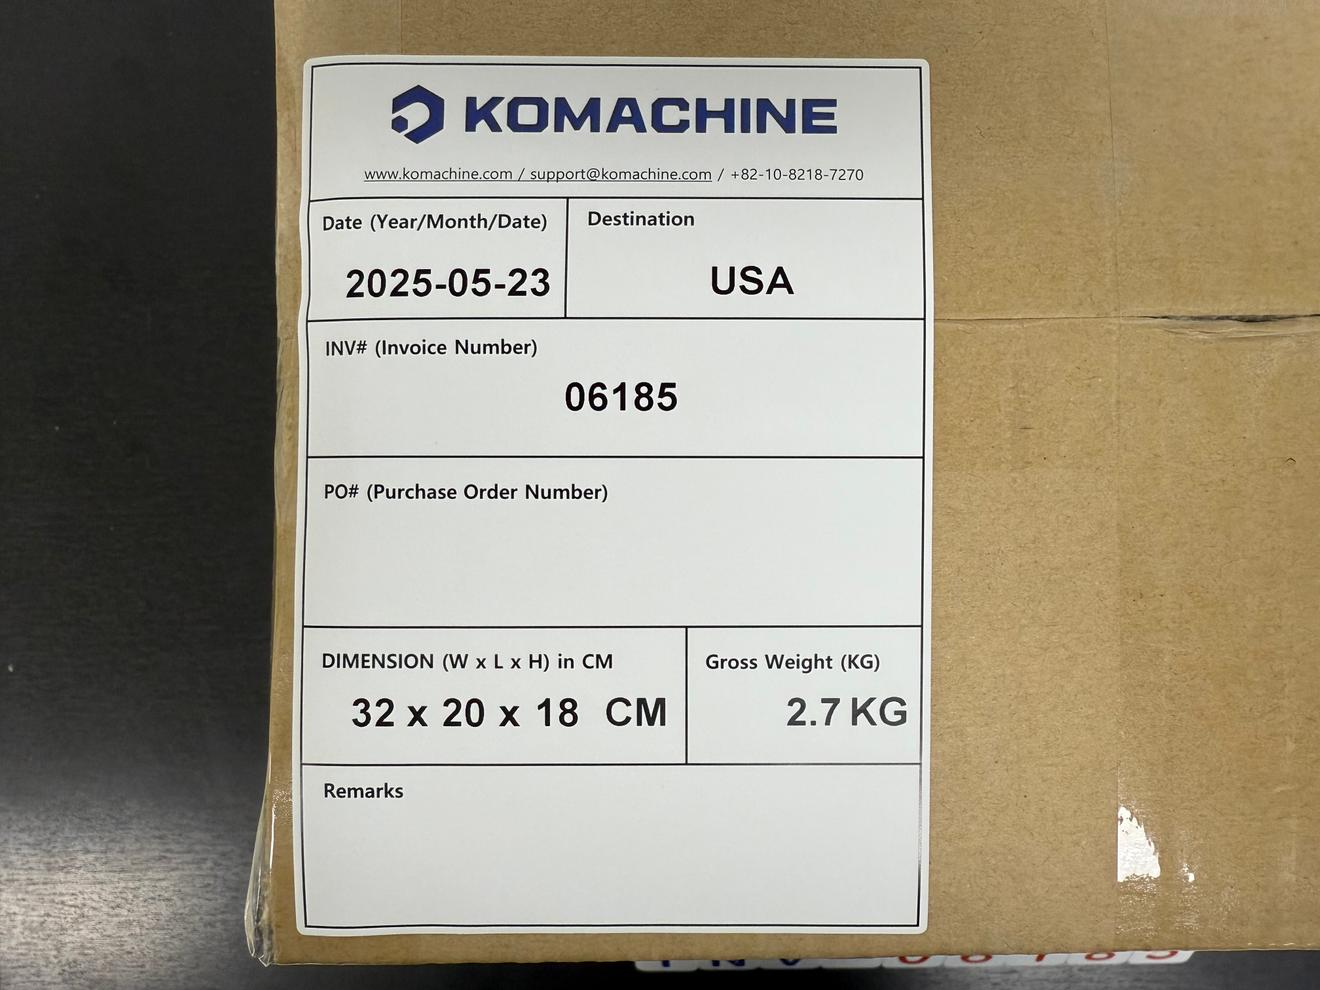 KOMACHINE
www.komachine.com / support@komachine.com / +82-10-8218-7270
Date (Year/Month/Date)
2025-05-23
Destination
USA
INV# (Invoice Number)
06185
PO# (Purchase Order Number)
DIMENSION (W x L x H) in CM
32 x 20 x 18 CM
Gross Weight (KG)
2.7 KG
Remarks